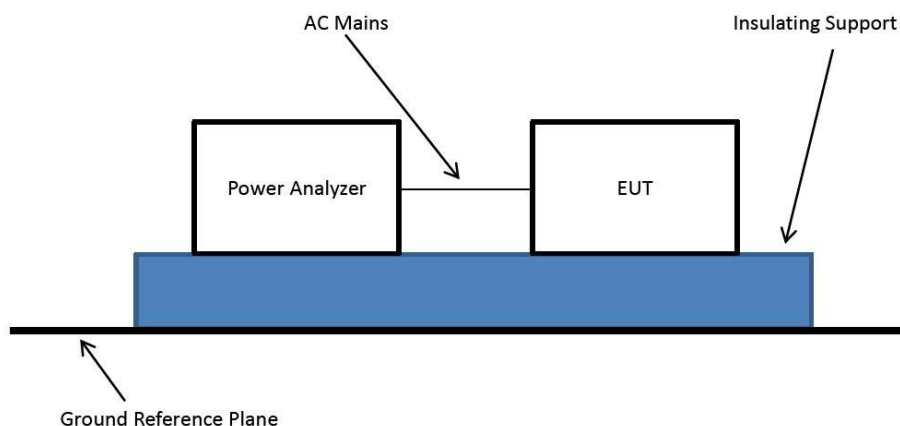 AC Mains
Insulating Support
Power Analyzer
EUT
Ground Reference Plane